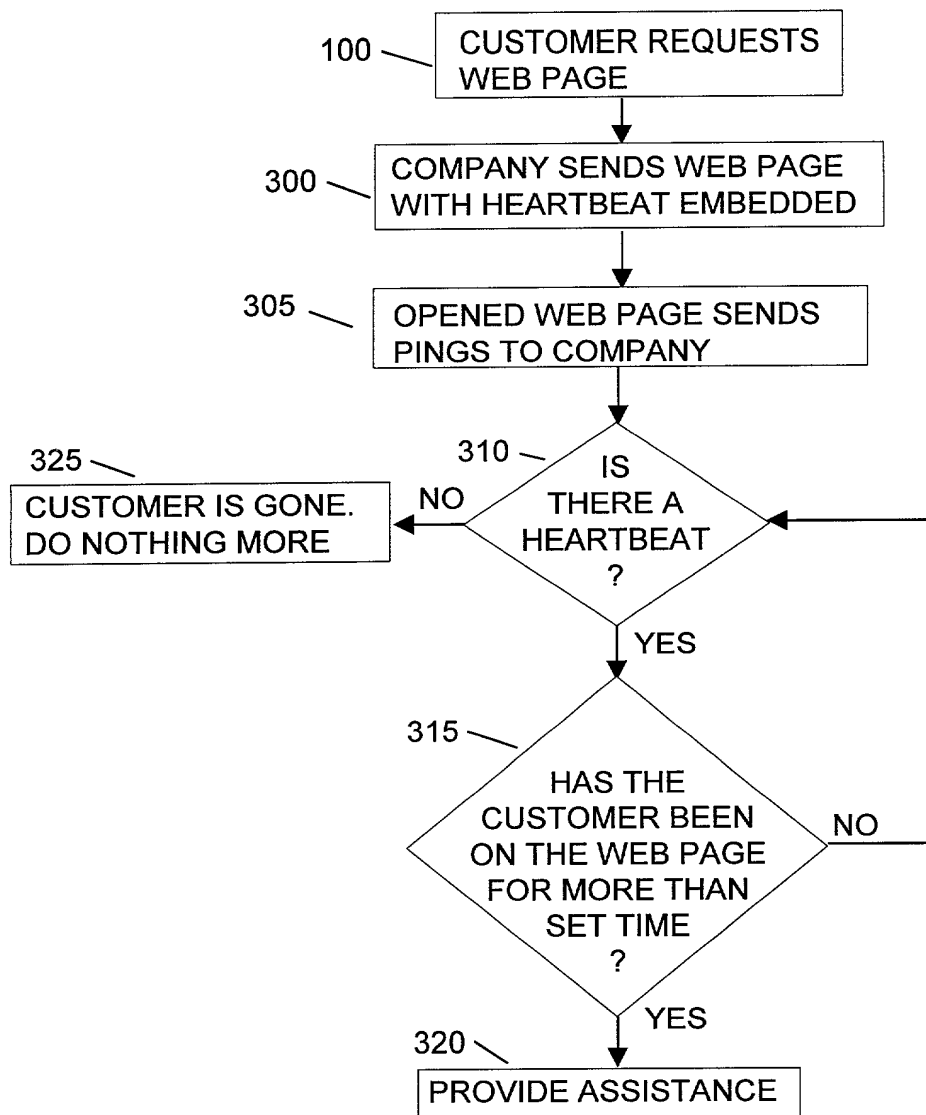 100
CUSTOMER REQUESTS
WEB PAGE
300
COMPANY SENDS WEB PAGE
WITH HEARTBEAT EMBEDDED
305
OPENED WEB PAGE SENDS
PINGS TO COMPANY
310
IS
THERE A
HEARTBEAT
?
NO
325
CUSTOMER IS GONE.
DO NOTHING MORE
YES
315
HAS THE
CUSTOMER BEEN
ON THE WEB PAGE
FOR MORE THAN
SET TIME
?
NO
YES
320
PROVIDE ASSISTANCE